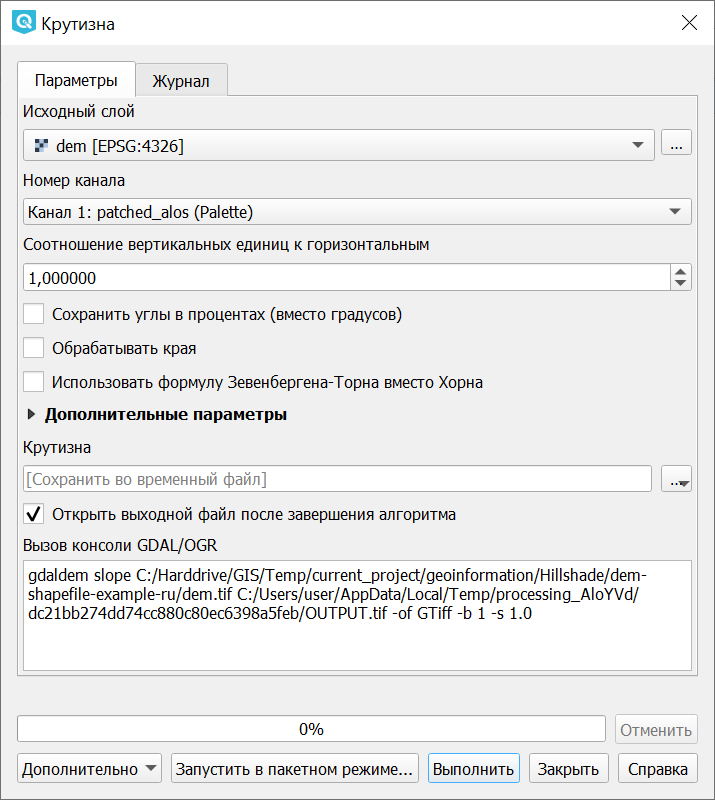 Крутизна
Параметры
Журнал
Исходный слой
dem [EPSG:4326]
...
Номер канала
Канал 1: patched_alos (Palette)
Соотношение вертикальных единиц к горизонтальным
1,000000
Сохранить углы в процентах (вместо градусов)
Обрабатывать края
Использовать формулу Зевенбергена-Торна вместо Хорна
Дополнительные параметры
Крутизна
[Сохранить во временный файл]
...
Открыть выходной файл после завершения алгоритма
Вызов консоли GDAL/OGR
gdaldem slope C:/Harddrive/GIS/Temp/current_project/geoinformation/Hillshade/dem-
shapefile-example-ru/dem.tif C:/Users/user/AppData/Local/Temp/processing_AloYVd/
dc21bb274dd74cc880c80ec6398a5feb/OUTPUT.tif -of GTiff -b 1 -s 1.0
0%
Отменить
Дополнительно
Запустить в пакетном режиме...
Выполнить
Закрыть
Справка